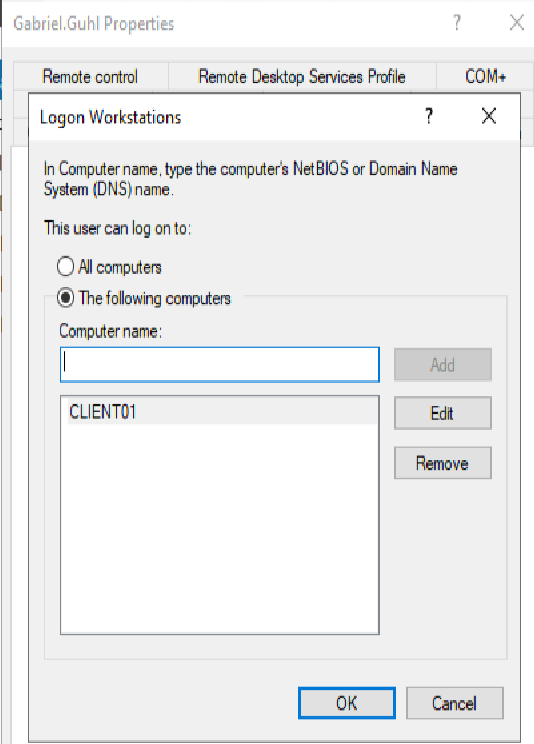 Gabriel.Guhl Properties
?
Remote control
Remote Desktop Services Profile
COM+
Logon Workstations
?
In Computer name, type the computer's NetBIOS or Domain Name
System (DNS) name.
This user can log on to:
All computers
The following computers
Computer name:
Add
CLIENT01
Edit
Remove
OK
Cancel